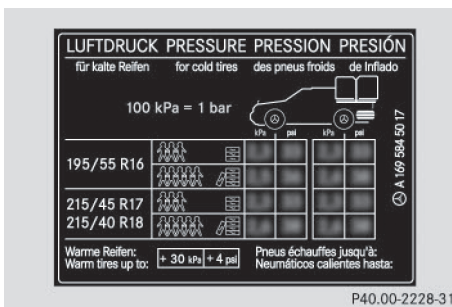 LUFTDRUCK PRESSURE PRESSION PRESIÓN
für kalte Reifen for cold tires des pneus froids de Inflado
100 kPa = 1 bar
kPa psi kPa psi
195/55 R16
215/45 R17
215/40 R18
A 169 584 50 17
Warme Reifen: + 30 kPa + 4 psi Pneus échauffes jusqu'à:
Warm tires up to: Neumáticos calientes hasta:
P40.00-2228-31